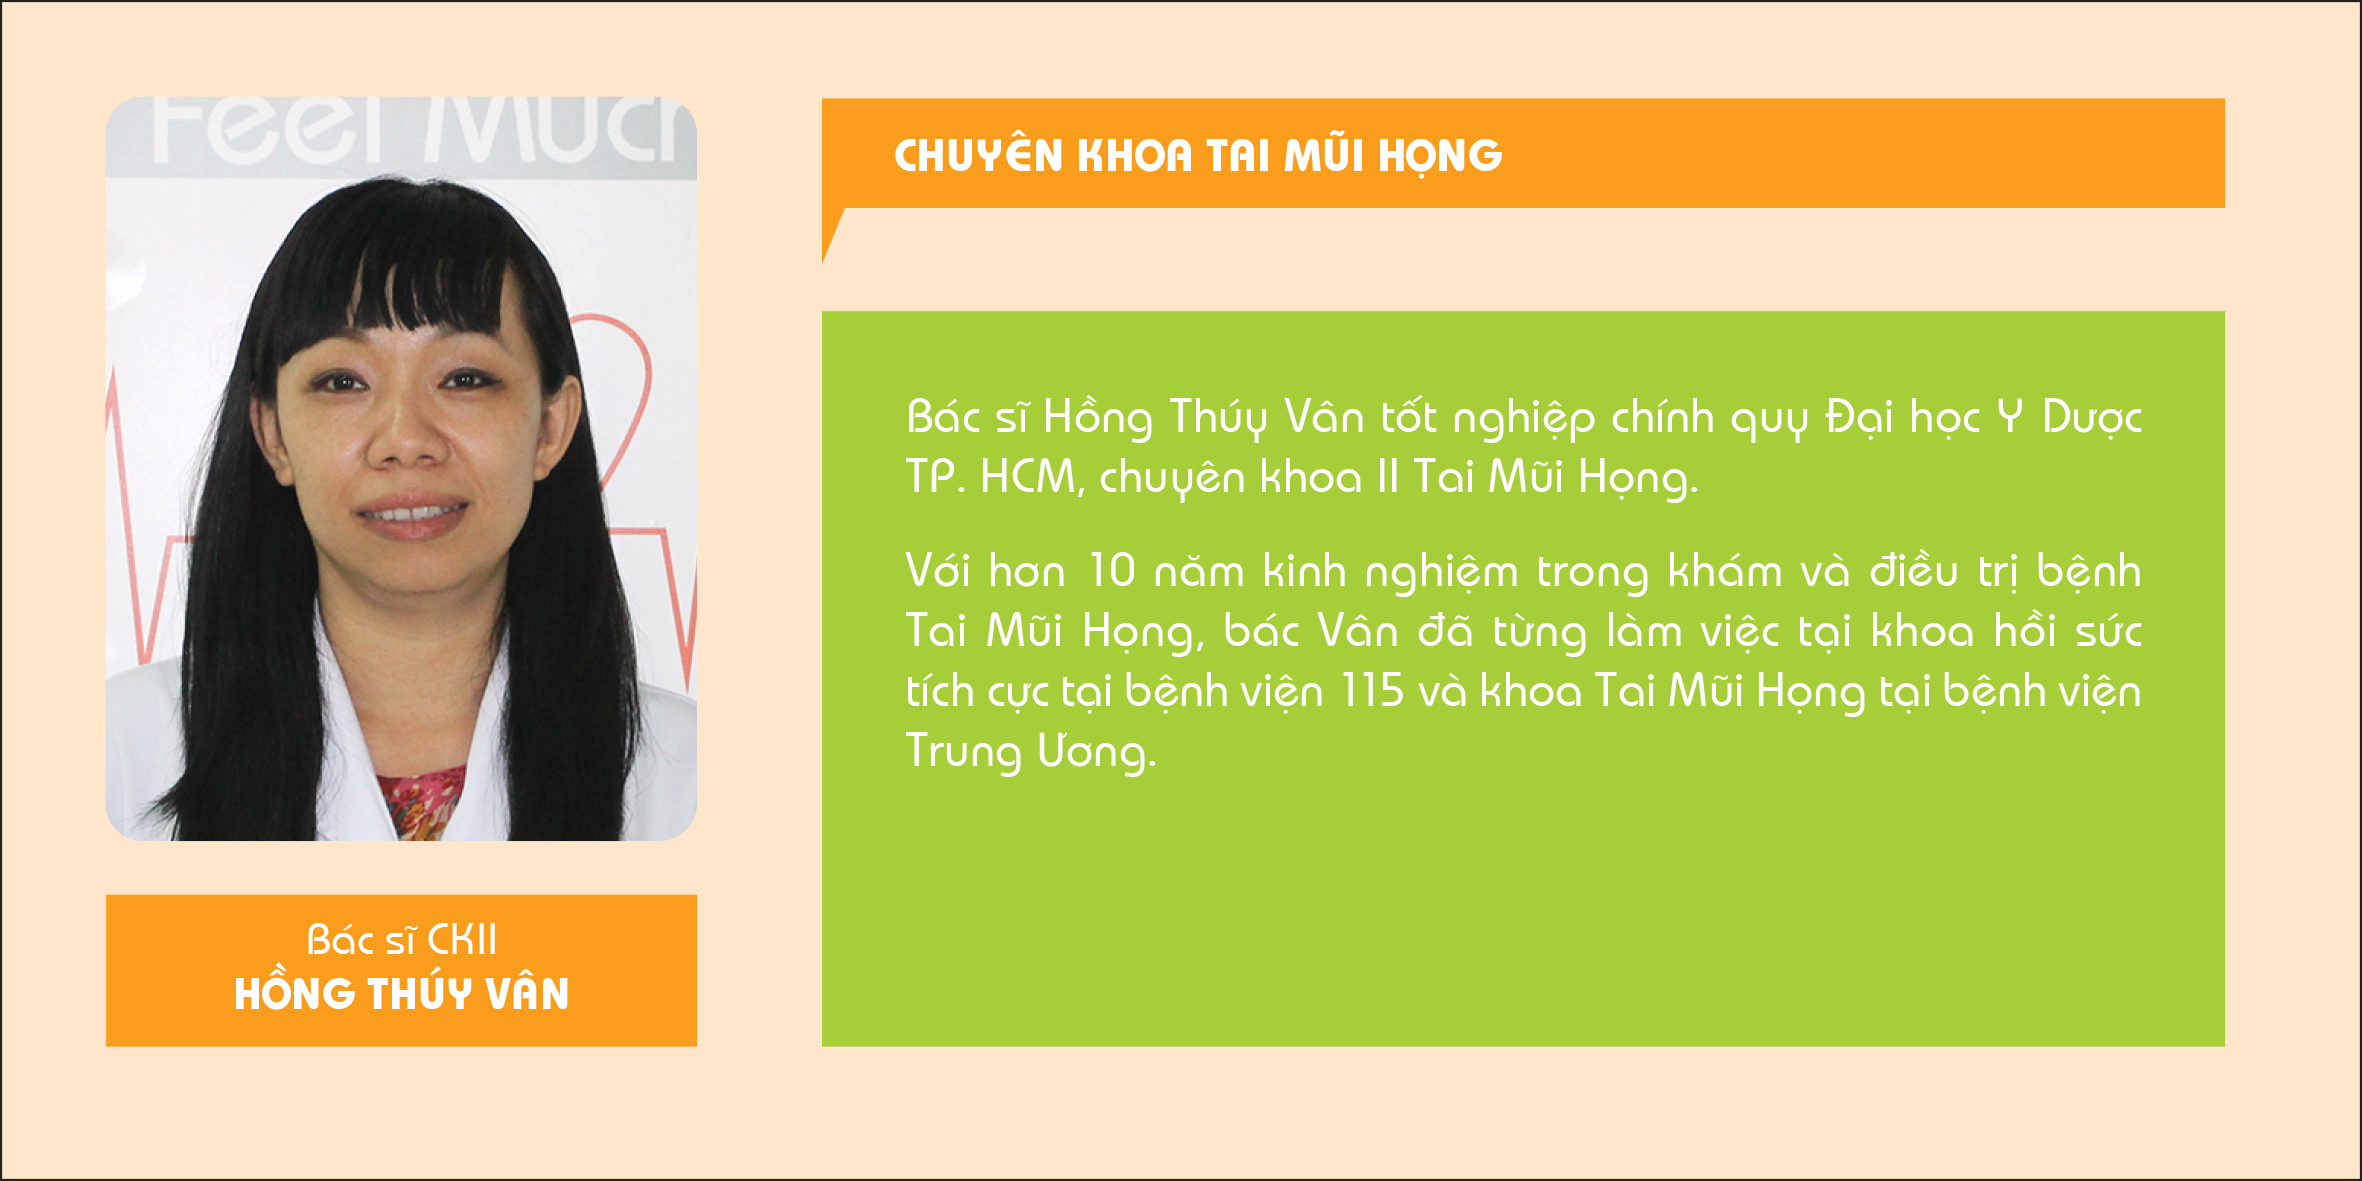 Feel Much
CHUYÊN KHOA TAI MŨI HỌNG
Bác sĩ Hồng Thúy Vân tốt nghiệp chính quy Đại học Y Dược
TP. HCM, chuyên khoa II Tai Mũi Họng.
Với hơn 10 năm kinh nghiệm trong khám và điều trị bệnh
Tai Mũi Họng, bác Vân đã từng làm việc tại khoa hồi sức
tích cực tại bệnh viện 115 và khoa Tai Mũi Họng tại bệnh viện
Trung Ương.
Bác sĩ CKII
HỒNG THÚY VÂN